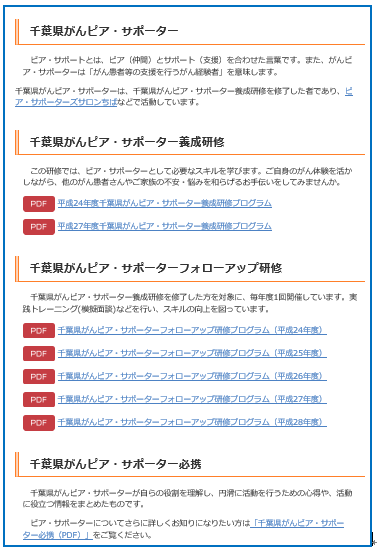 千葉県がんピア・サポーター
ピア・サポートとは、ピア（仲間）とサポート（支援）を合わせた言葉です。また、がんピ
ア・サポーターは「がん患者等の支援を行うがん経験者」を意味します。
千葉県がんピア・サポーターは、千葉県がんピア・サポーター養成研修を修了した者であり、ピ
ア・サポーターズサロンちばなどで活動しています。
千葉県がんピア・サポーター養成研修
この研修では、ピア・サポーターとして必要なスキルを学びます。ご自身のがん体験を活か
しながら、他のがん患者さんやご家族の不安・悩みを和らげるお手伝いをしてみませんか。
PDF 平成24年度千葉県がんピア・サポーター養成研修プログラム
PDF 平成27年度千葉県がんピア・サポーター養成研修プログラム
千葉県がんピア・サポーターフォローアップ研修
千葉県がんピア・サポーター養成研修を修了した方を対象に、毎年度1回開催しています。実
践トレーニング(模擬面談)などを行い、スキルの向上を図っています。
PDF 千葉県がんピア・サポーターフォローアップ研修プログラム（平成24年度）
PDF 千葉県がんピア・サポーターフォローアップ研修プログラム（平成25年度）
PDF 千葉県がんピア・サポーターフォローアップ研修プログラム（平成26年度）
PDF 千葉県がんピア・サポーターフォローアップ研修プログラム（平成27年度）
PDF 千葉県がんピア・サポーターフォローアップ研修プログラム（平成28年度）
千葉県がんピア・サポーター必携
千葉県がんピア・サポーターが自らの役割を理解し、円滑に活動を行うための心得や、活動
に役立つ情報をまとめたものです。
ピア・サポーターについてさらに詳しくお知りになりたい方は「千葉県がんピア・サポー
ター必携（PDF）」をご覧ください。